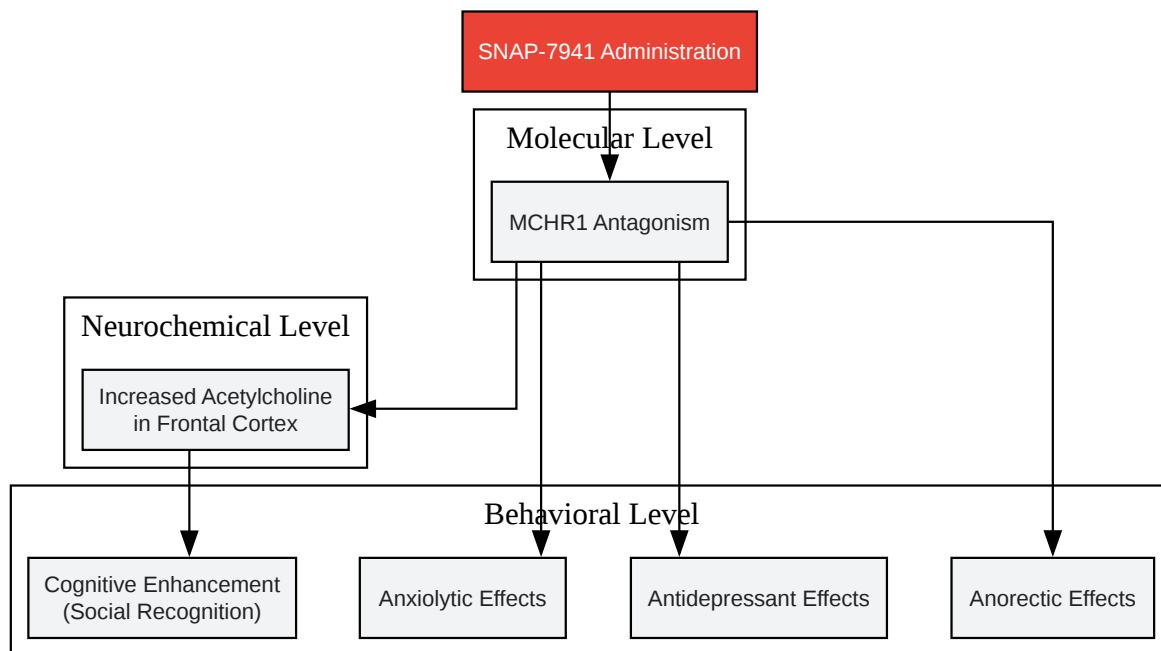 SNAP-7941 Administration
Molecular Level
MCHR1 Antagonism
Neurochemical Level
Increased Acetylcholine
in Frontal Cortex
Behavioral Level
Cognitive Enhancement
(Social Recognition)
Anxiolytic Effects
Antidepressant Effects
Anorectic Effects